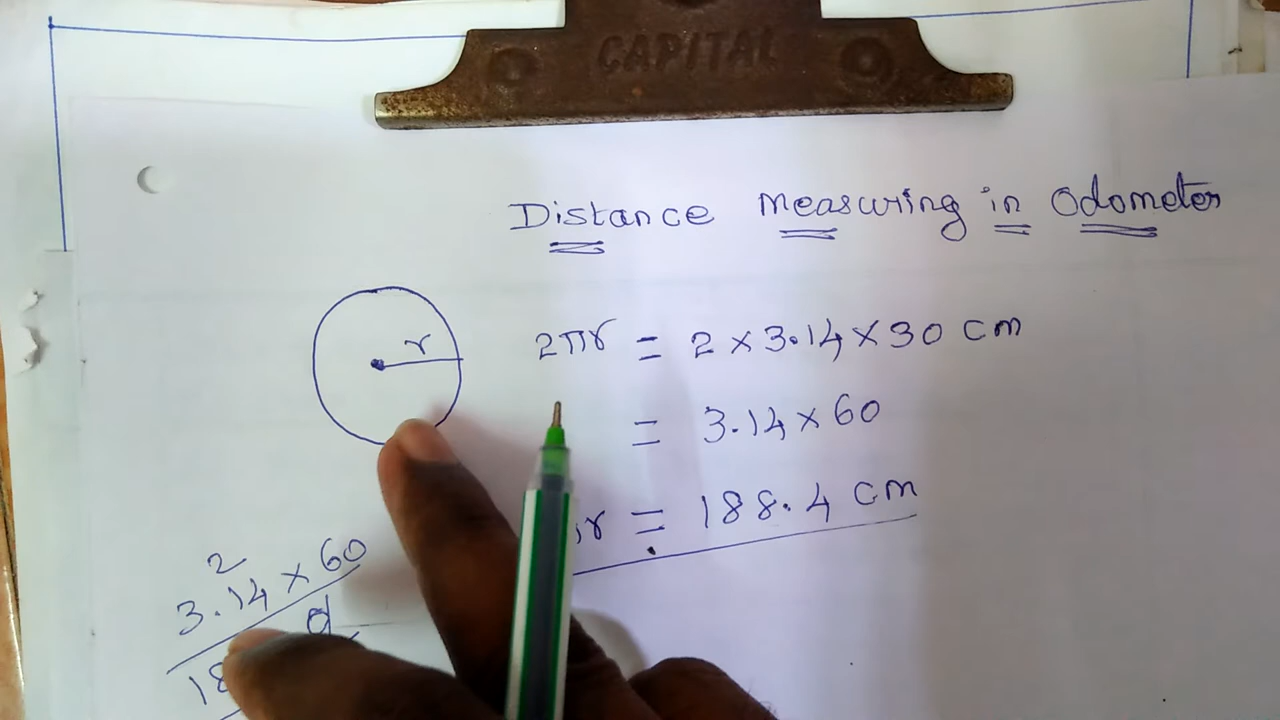 CAPITAL
Distance measuring in Odometer
r
2πr = 2 × 3.14 × 30 cm
= 3.14 × 60
r = 188.4 cm
2
3.14 × 60
18